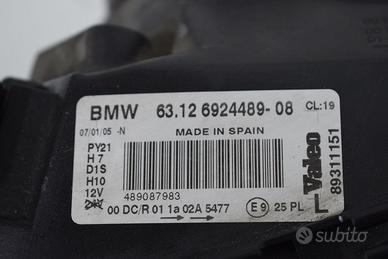 BMW 63.12 6924489-08 CL:19
07/01/05 -N MADE IN SPAIN
PY21
H7
D1S
H10
12V 489087983
00 DC/R 01 1a 02A 5477 E9 25 PL
Valeo
89311151
L
subito